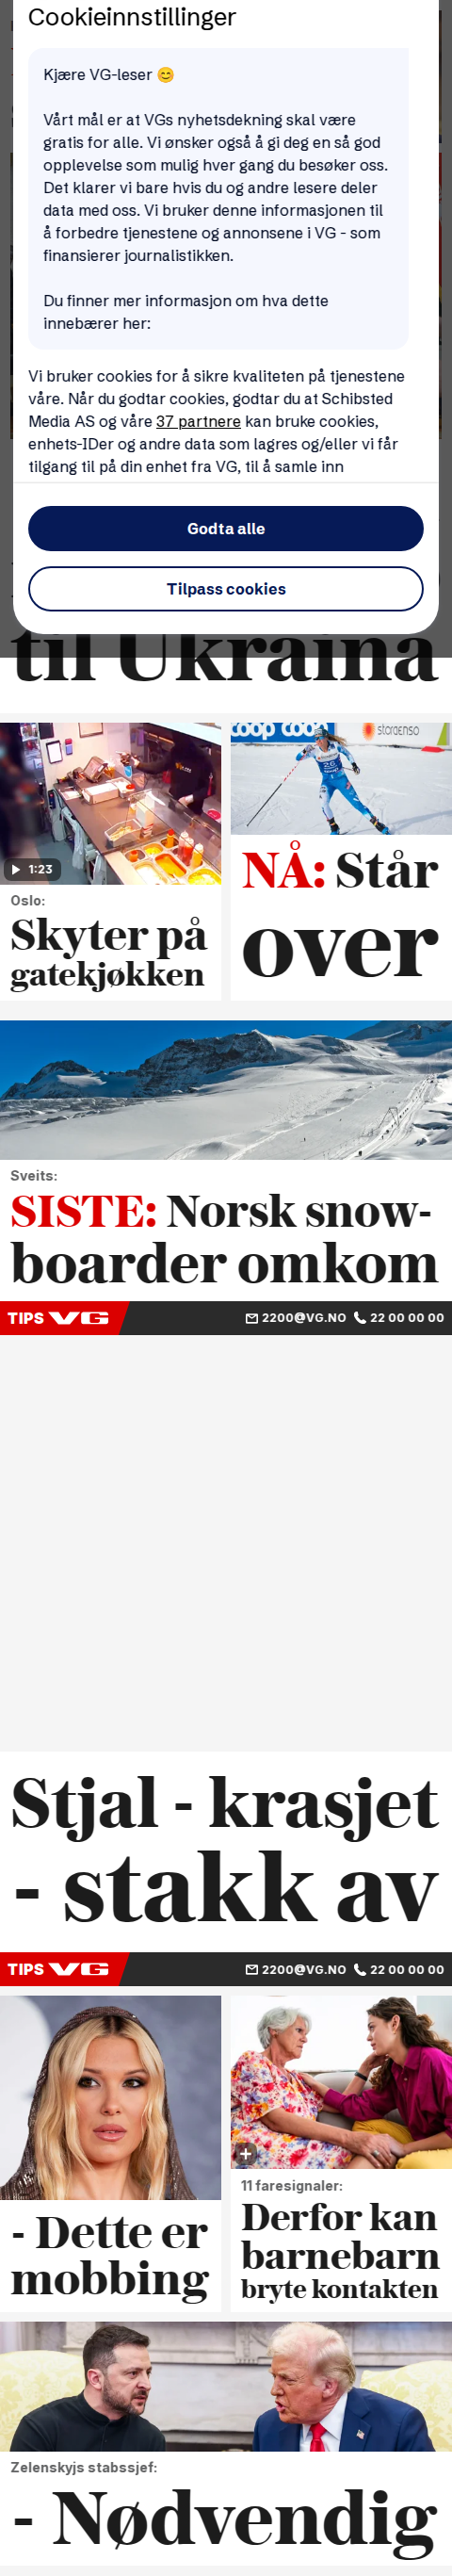 Cookieinnstillinger
Kjære VG-leser 😊
Vårt mål er at VGs nyhetsdekning skal være
gratis for alle. Vi ønsker også å gi deg en så god
opplevelse som mulig hver gang du besøker oss.
Det klarer vi bare hvis du og andre lesere deler
data med oss. Vi bruker denne informasjonen til
å forbedre tjenestene og annonsene i VG - som
finansierer journalistikken.
Du finner mer informasjon om hva dette
innebærer her:
Vi bruker cookies for å sikre kvaliteten på tjenestene
våre. Når du godtar cookies, godtar du at Schibsted
Media AS og våre 37 partnere kan bruke cookies,
enhets-IDer og andre data som lagres og/eller vi får
tilgang til på din enhet fra VG, til å samle inn
Godta alle
Tilpass cookies
til Ukraina
1:23
Oslo:
Skyter på
gatekjøkken
coop coop
storaenso
26
NÅ: Står
over
Sveits:
SISTE: Norsk snow-
boarder omkom
TIPS VG 2200@VG.NO 22 00 00 00
Stjal - krasjet
- stakk av
TIPS VG 2200@VG.NO 22 00 00 00
- Dette er
mobbing
11 faresignaler:
Derfor kan
barnebarn
bryte kontakten
Zelenskyjs stabssjef:
- Nødvendig